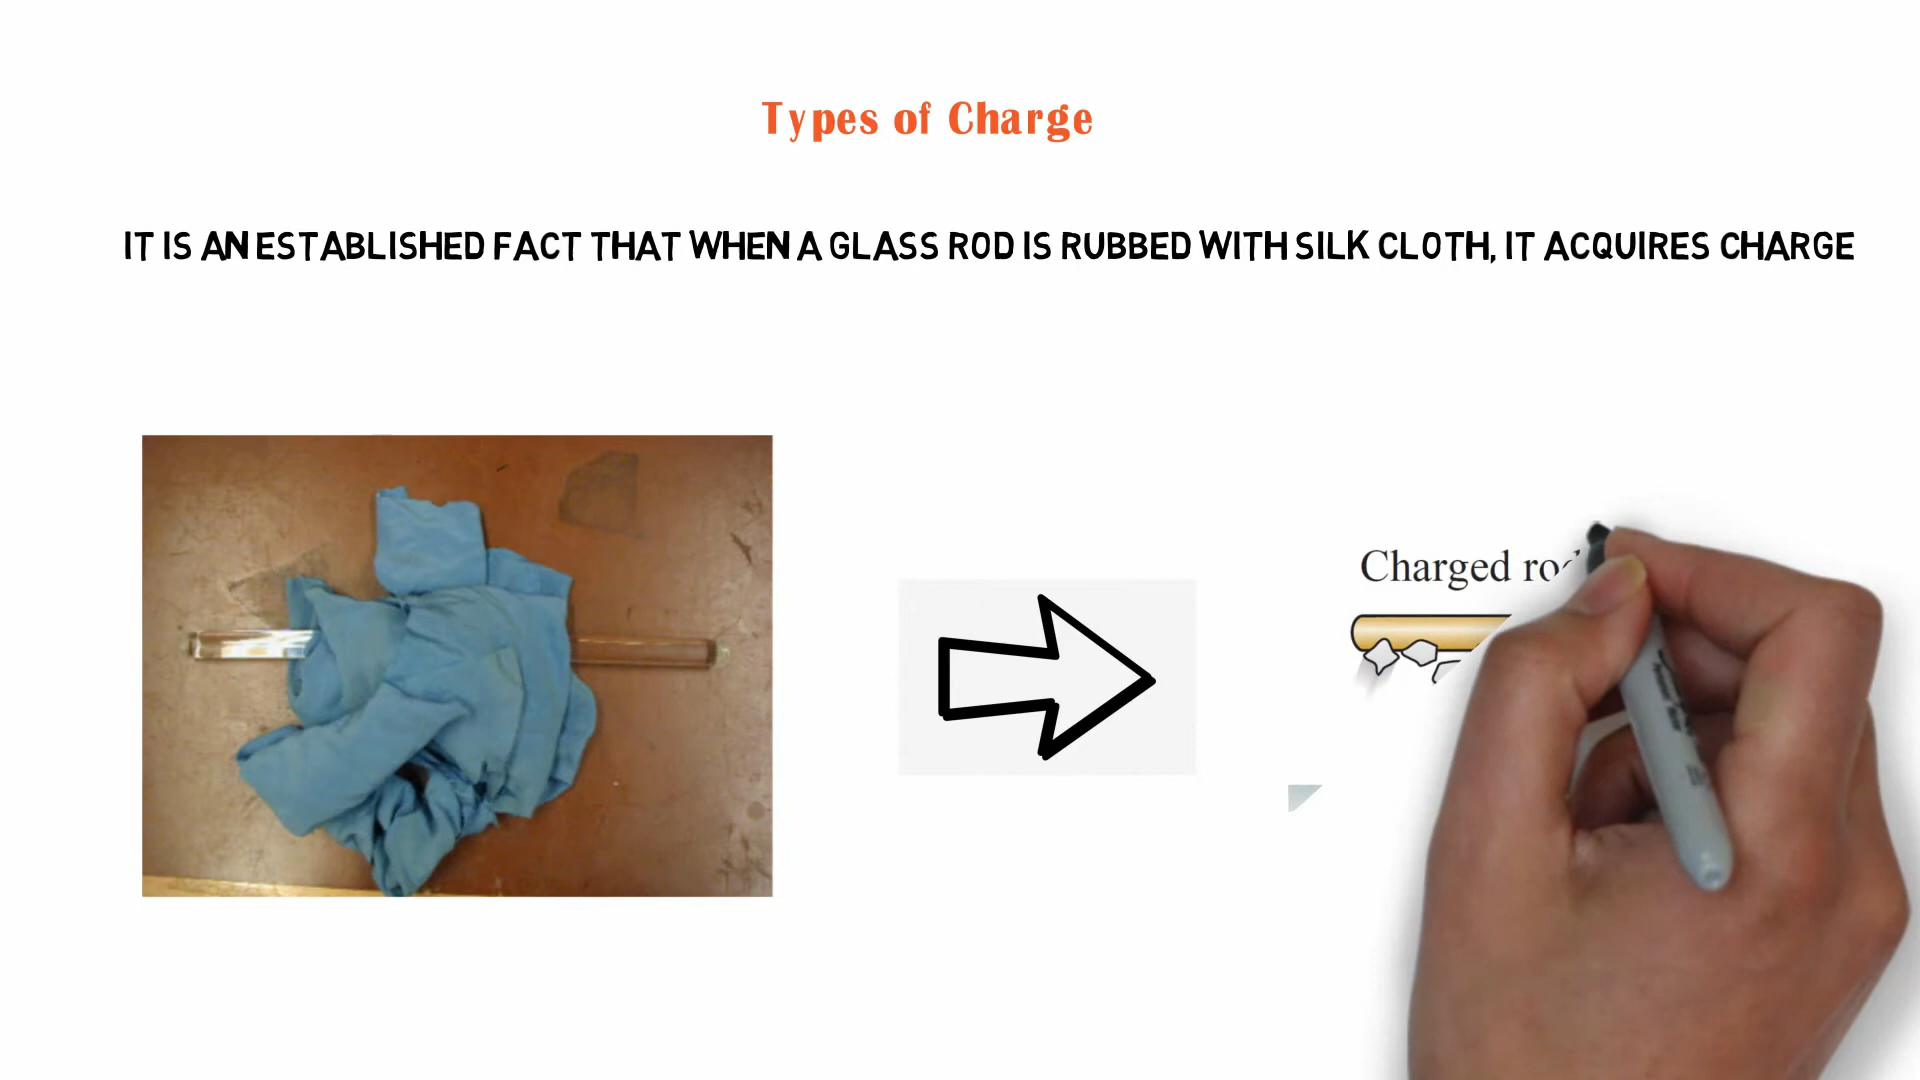 Types of Charge
IT IS AN ESTABLISHED FACT THAT WHEN A GLASS ROD IS RUBBED WITH SILK CLOTH, IT ACQUIRES CHARGE
Charged rod